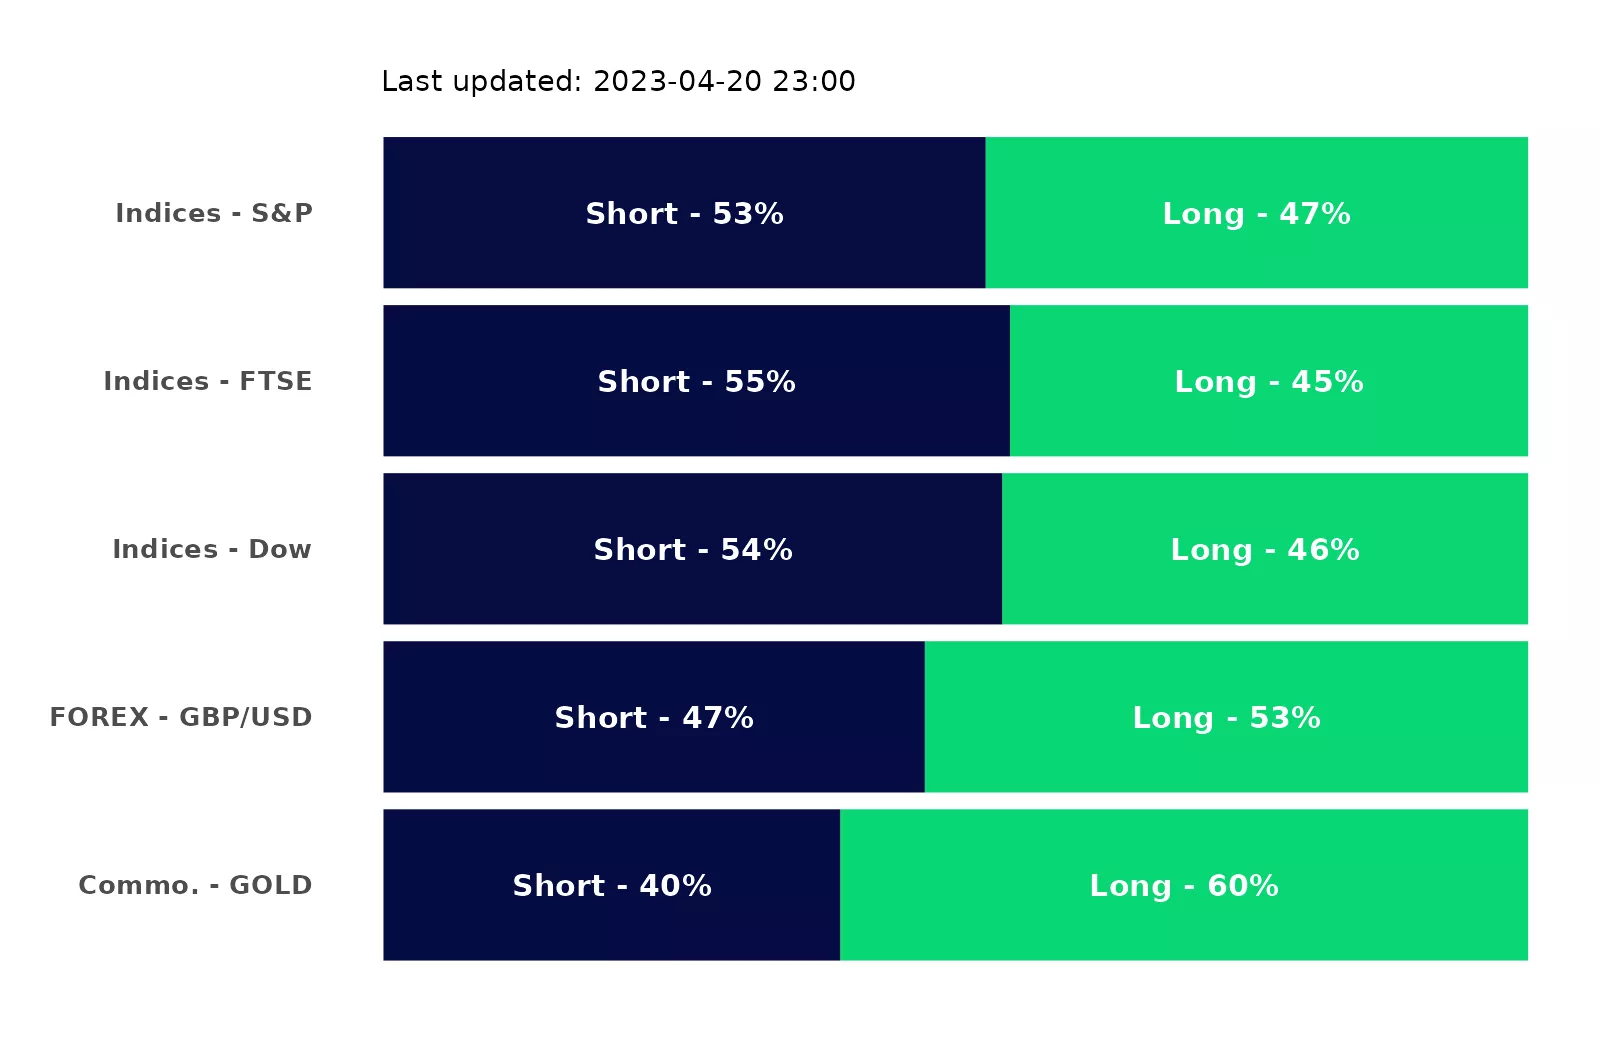 Last updated: 2023-04-20 23:00
Indices - S&P Short - 53% Long - 47%
Indices - FTSE Short - 55% Long - 45%
Indices - Dow Short - 54% Long - 46%
FOREX - GBP/USD Short - 47% Long - 53%
Commo. - GOLD Short - 40% Long - 60%